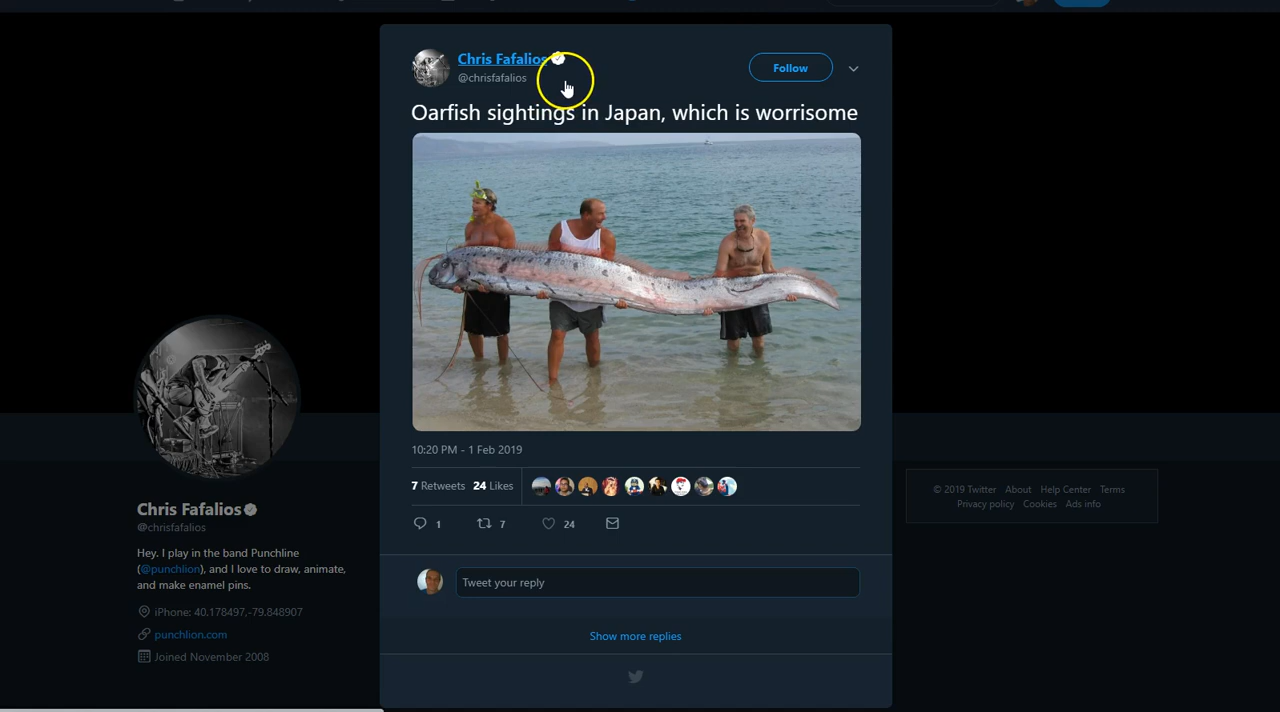 Chris Fafalios
@chrisfafalios
Follow
Oarfish sightings in Japan, which is worrisome
10:20 PM - 1 Feb 2019
7 Retweets 24 Likes
1 7 24
Tweet your reply
Show more replies
Chris Fafalios
@chrisfafalios
Hey. I play in the band Punchline
(@punchlion), and I love to draw, animate,
and make enamel pins.
iPhone: 40.178497,-79.848907
punchlion.com
Joined November 2008
© 2019 Twitter About Help Center Terms
Privacy policy Cookies Ads info